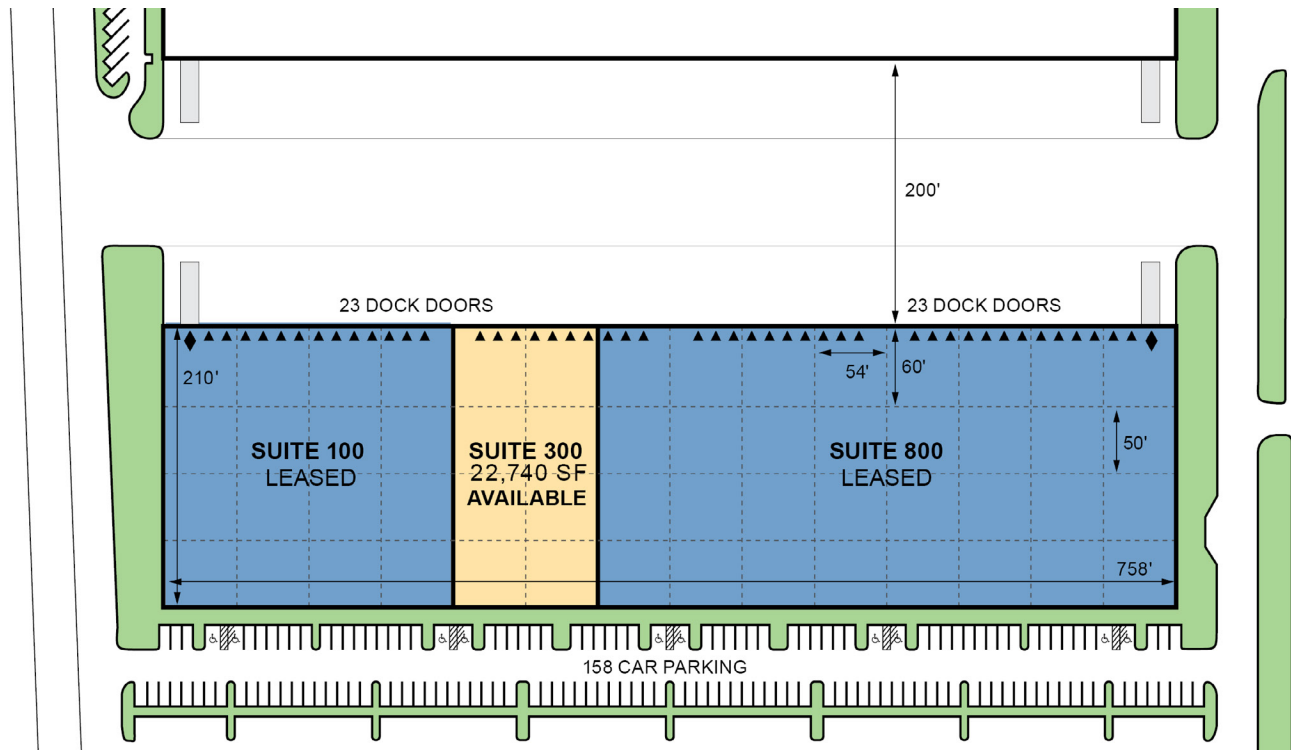 200'
23 DOCK DOORS
23 DOCK DOORS
210'
54'
60'
50'
SUITE 100
LEASED
SUITE 300
22,740 SF
AVAILABLE
SUITE 800
LEASED
758'
158 CAR PARKING